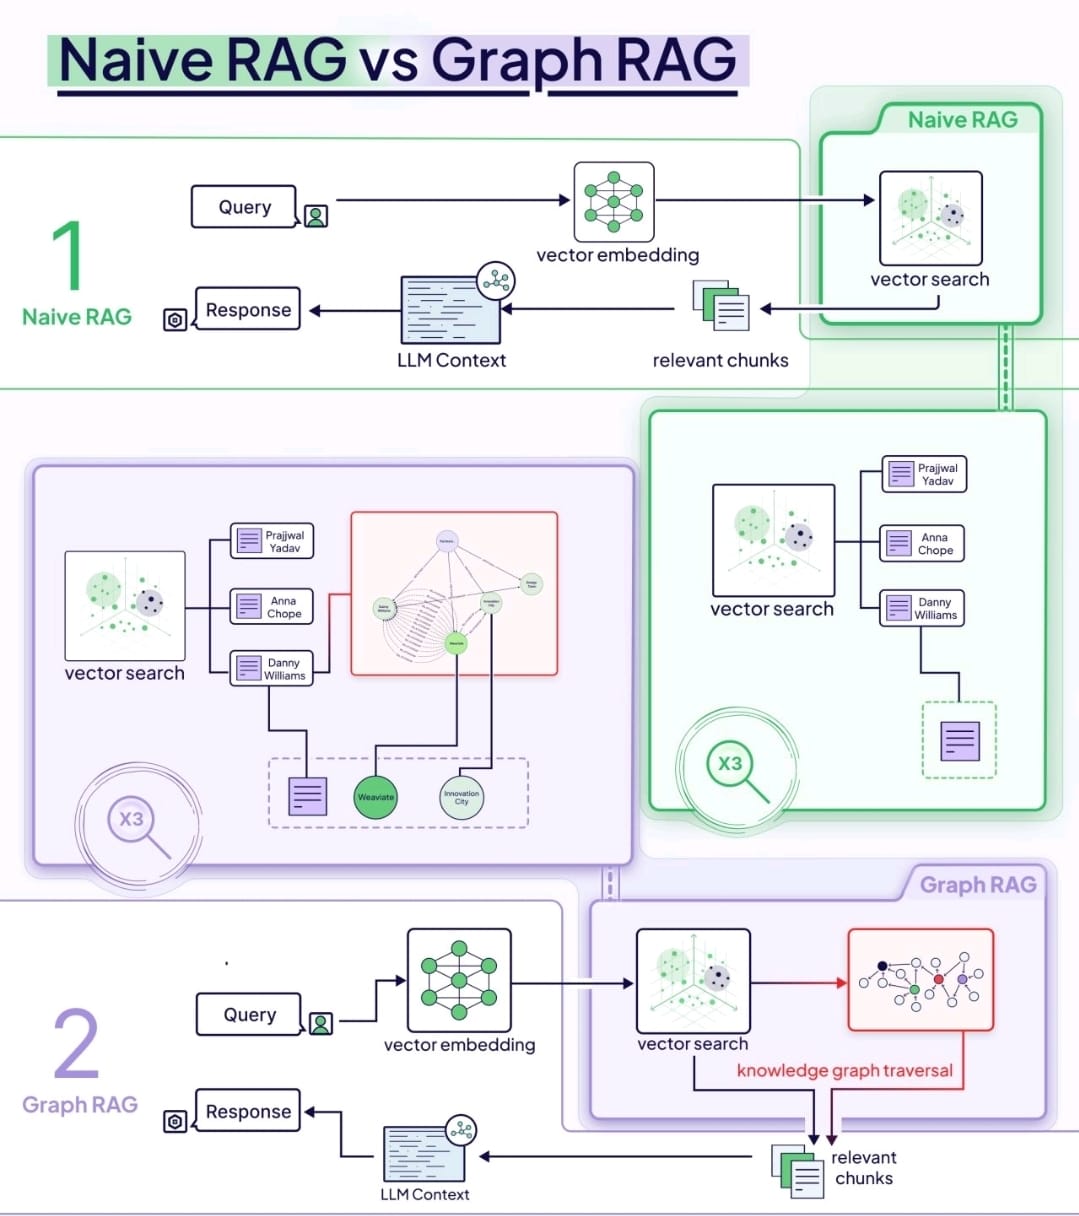 Naive RAG vs Graph RAG
Naive RAG
Query
vector embedding
vector search
1
Naive RAG
Response
LLM Context
relevant chunks
vector search
Prajjwal
Yadav
Anna
Chope
Danny
Williams
X3
vector search
Prajjwal
Yadav
Anna
Chope
Danny
Williams
Innovation
City
Weaviate
Weaviate
Innovation
City
X3
Graph RAG
2
Graph RAG
Query
vector embedding
vector search
knowledge graph traversal
Response
LLM Context
relevant
chunks